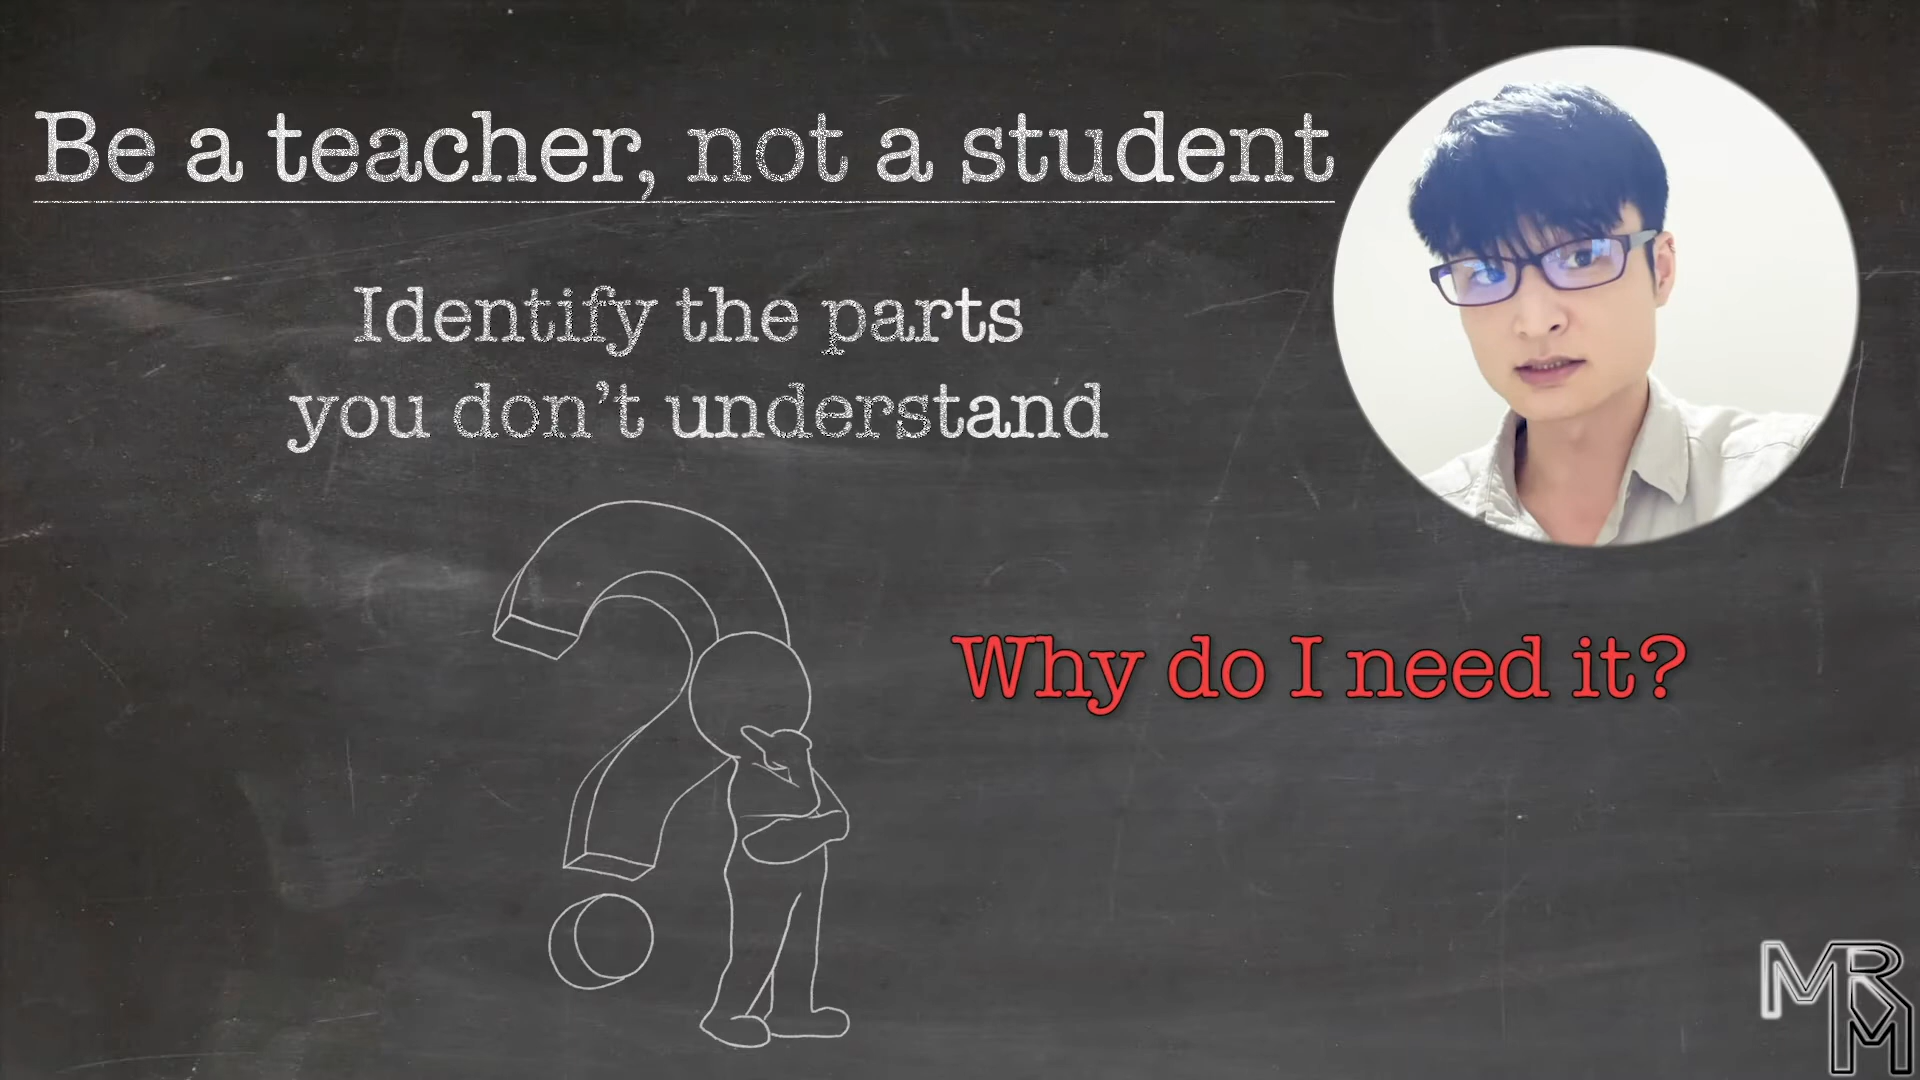 Be a teacher, not a student
Identify the parts
you don't understand
Why do I need it?
MRM